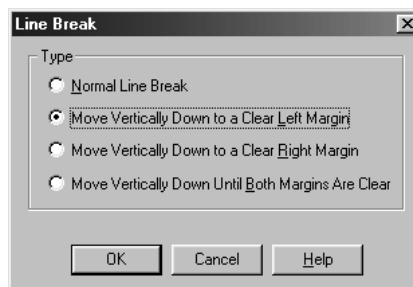 Line Break
Type
Normal Line Break
Move Vertically Down to a Clear Left Margin
Move Vertically Down to a Clear Right Margin
Move Vertically Down Until Both Margins Are Clear
OK Cancel Help